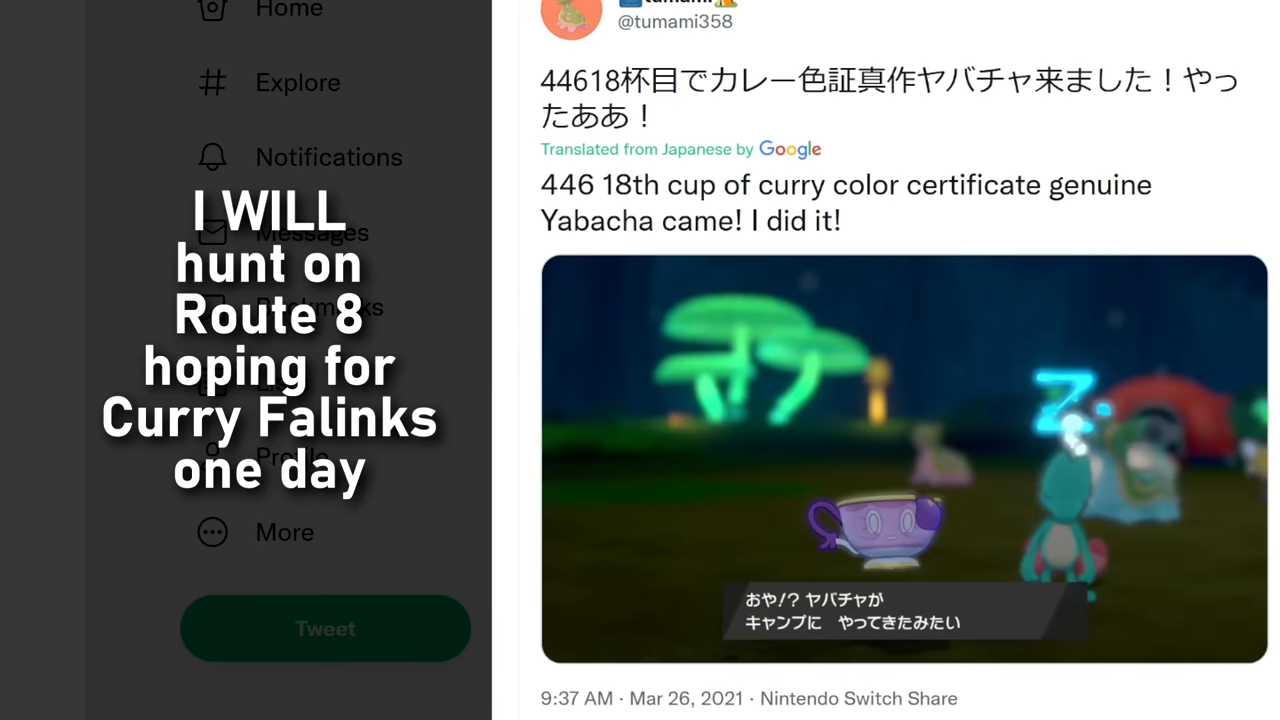 Home
Explore
Notifications
Messages
Bookmarks
Profile
More
Tweet
I WILL
hunt on
Route 8
hoping for
Curry Falinks
one day
@tumami358
44618杯目でカレー色証真作ヤバチャ来ました！やっ
たああ！
Translated from Japanese by Google
446 18th cup of curry color certificate genuine
Yabacha came! I did it!
おや!? ヤバチャが
キャンプに やってきたみたい
9:37 AM · Mar 26, 2021 · Nintendo Switch Share